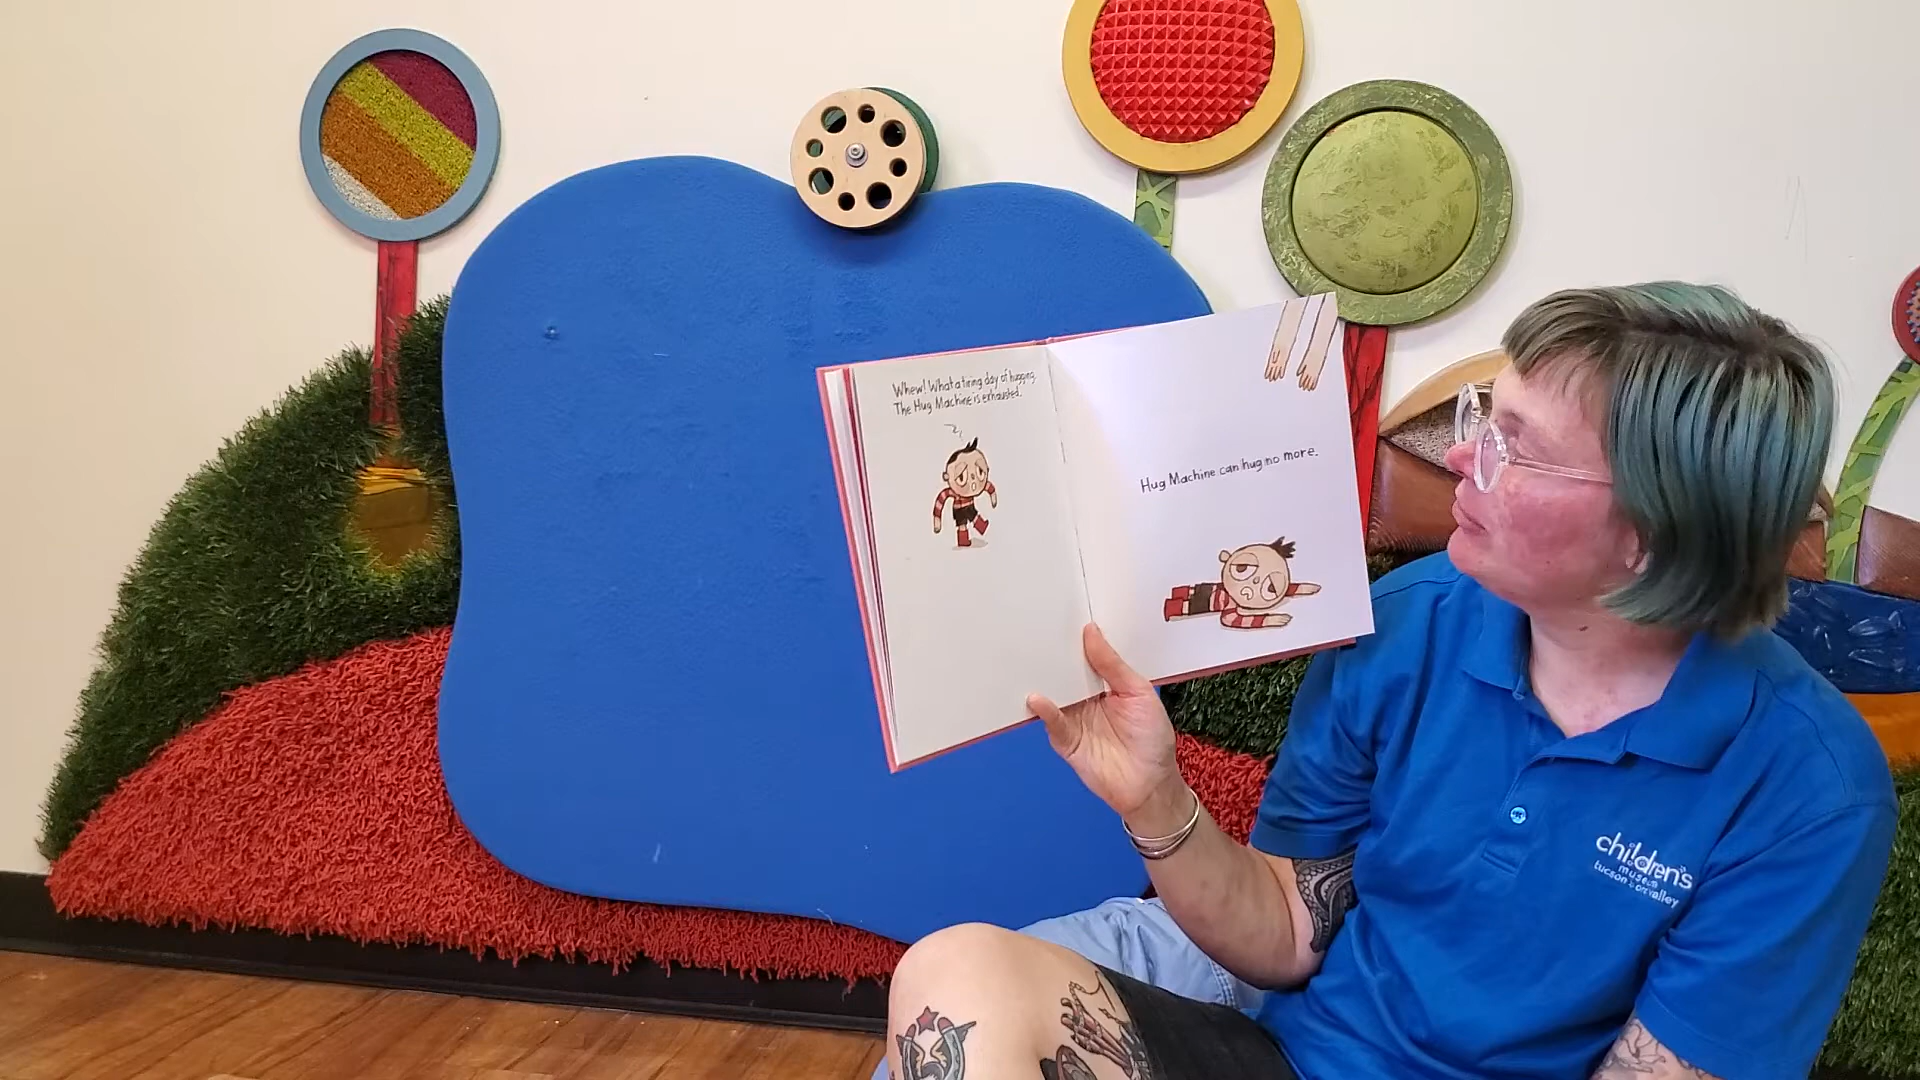 Whew! What a tiring day of hugging.
The Hug Machine is exhausted.
Hug Machine can hug no more.
children's
museum
tucson oro valley